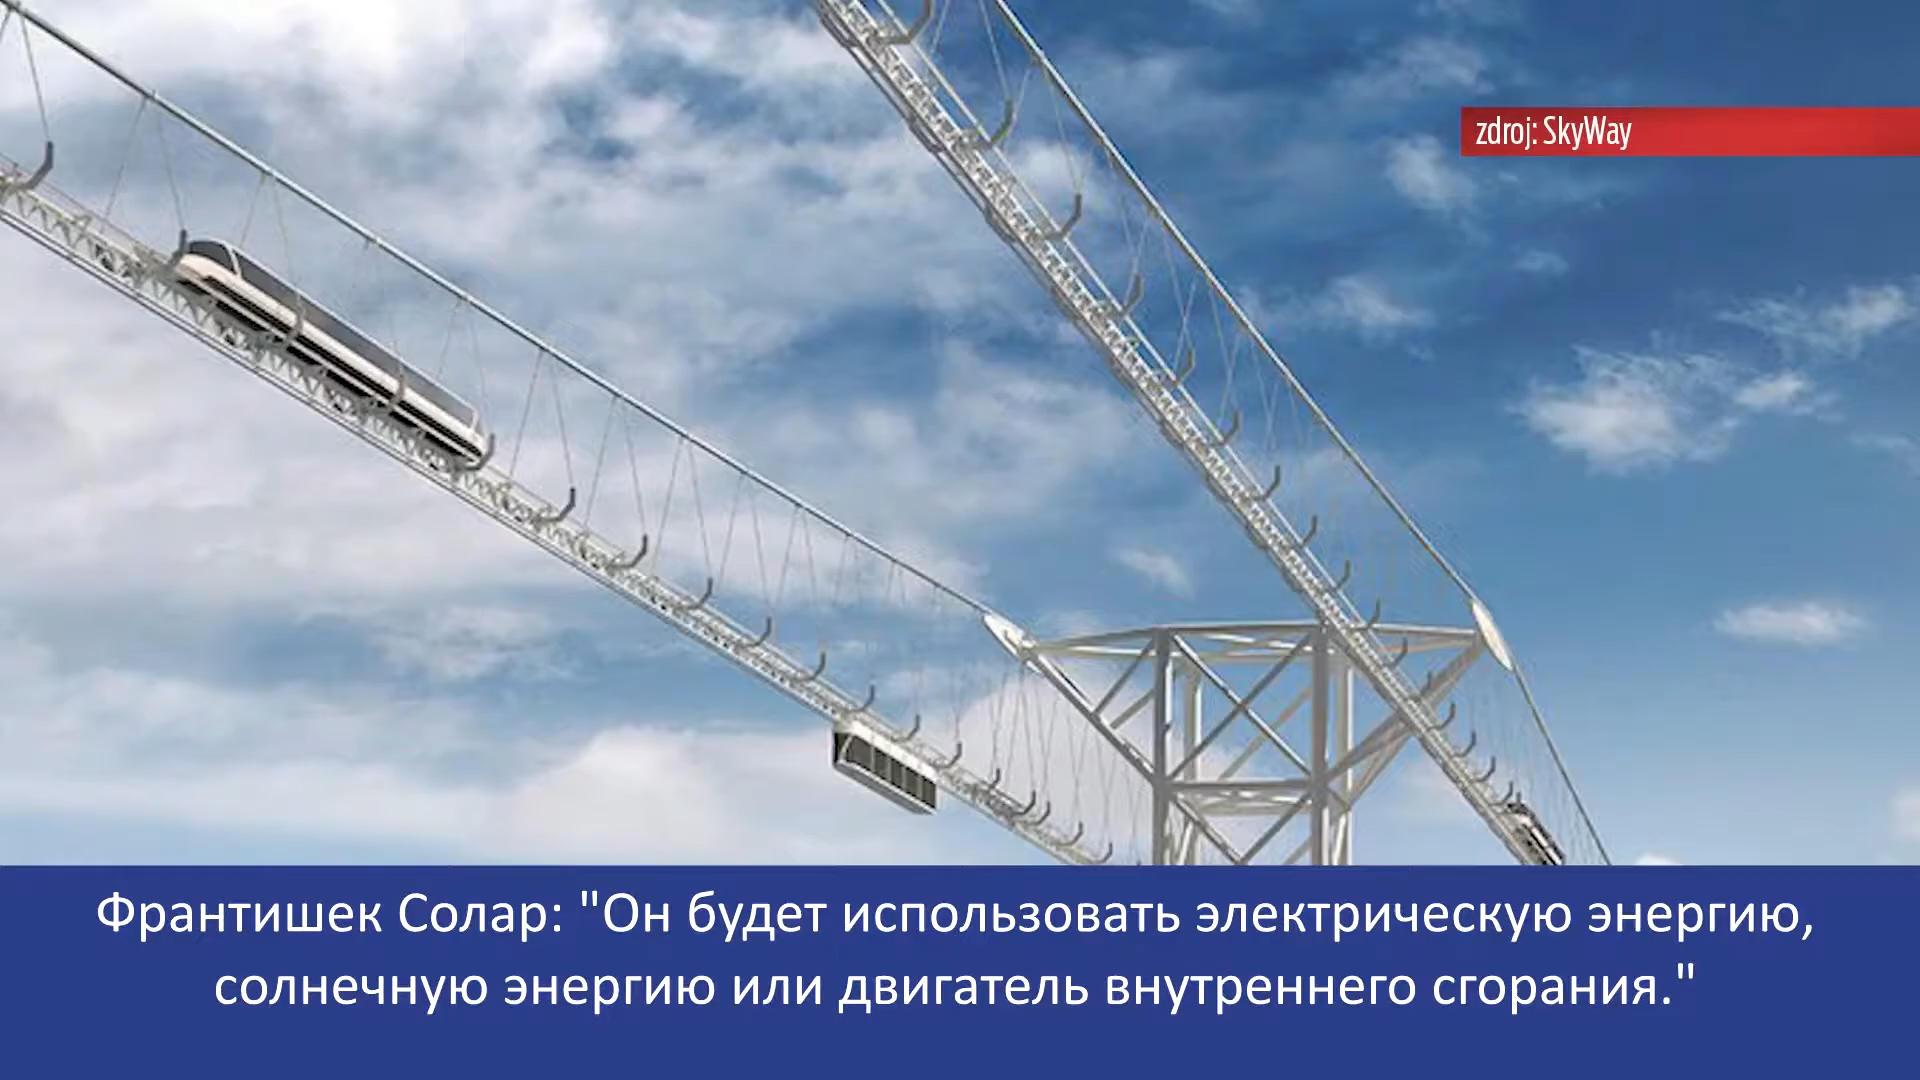 zdroj: SkyWay
Франтишек Солар: "Он будет использовать электрическую энергию,
солнечную энергию или двигатель внутреннего сгорания."